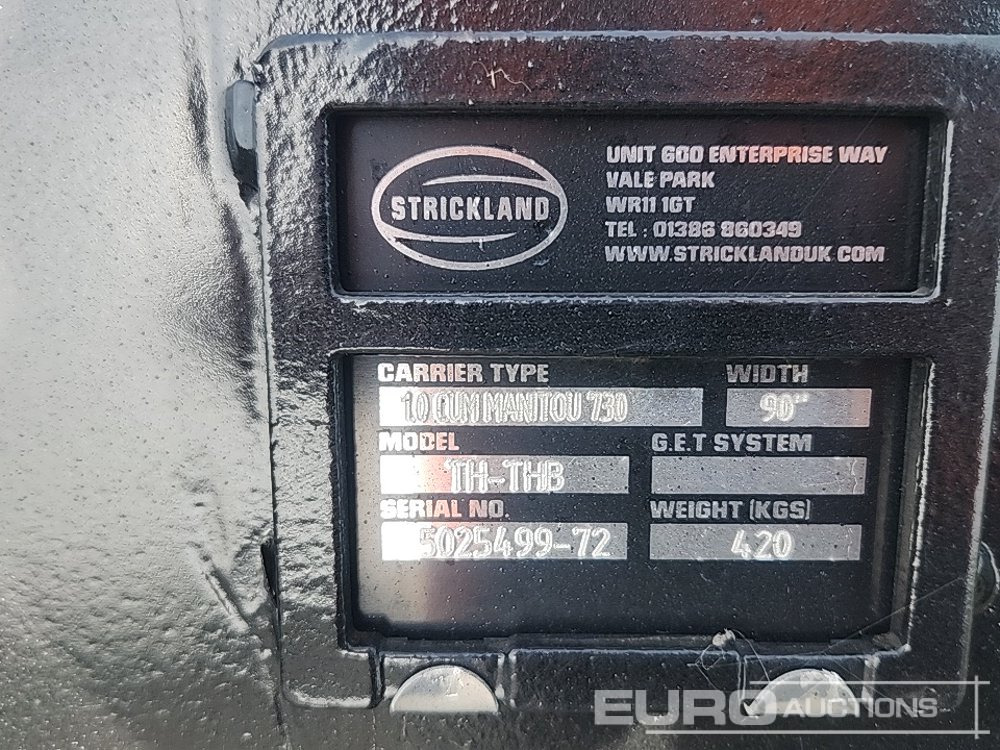 STRICKLAND
UNIT 600 ENTERPRISE WAY
VALE PARK
WR11 1GT
TEL : 01386 860349
WWW.STRICKLANDUK.COM
CARRIER TYPE WIDTH
1.0 CUM MANITOU 730 90"
MODEL G.E.T SYSTEM
TH-THB
SERIAL NO. WEIGHT (KGS)
5025499-72 420
EURO AUCTIONS